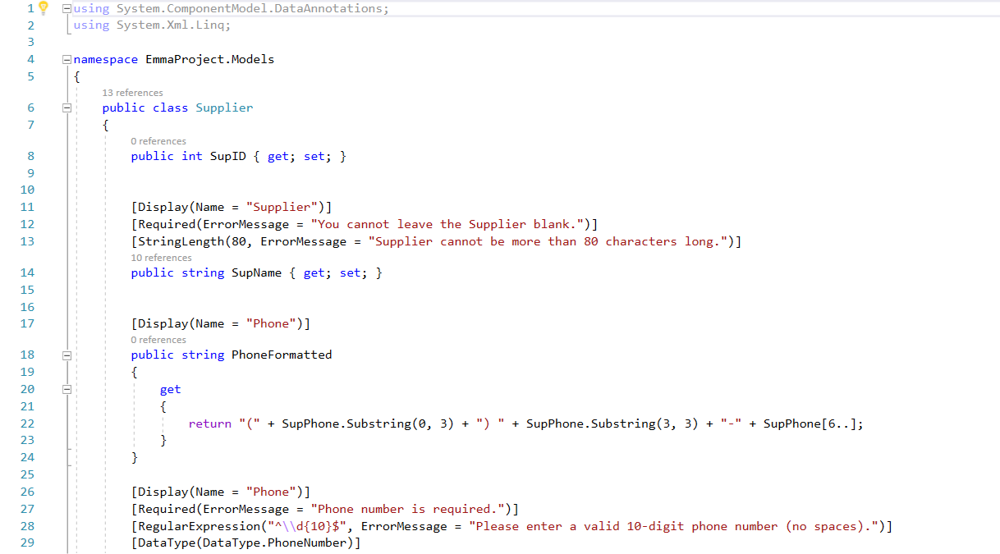 1 using System.ComponentModel.DataAnnotations;
2 using System.Xml.Linq;
3
4 namespace EmmaProject.Models
5 {
13 references
6 public class Supplier
7 {
0 references
8 public int SupID { get; set; }
9
10
11 [Display(Name = "Supplier")]
12 [Required(ErrorMessage = "You cannot leave the Supplier blank.")]
13 [StringLength(80, ErrorMessage = "Supplier cannot be more than 80 characters long.")]
10 references
14 public string SupName { get; set; }
15
16
17 [Display(Name = "Phone")]
0 references
18 public string PhoneFormatted
19 {
20 get
21 {
22 return "(" + SupPhone.Substring(0, 3) + ") " + SupPhone.Substring(3, 3) + "-" + SupPhone[6..];
23 }
24 }
25
26 [Display(Name = "Phone")]
27 [Required(ErrorMessage = "Phone number is required.")]
28 [RegularExpression("^\\d{10}$", ErrorMessage = "Please enter a valid 10-digit phone number (no spaces).")]
29 [DataType(DataType.PhoneNumber)]